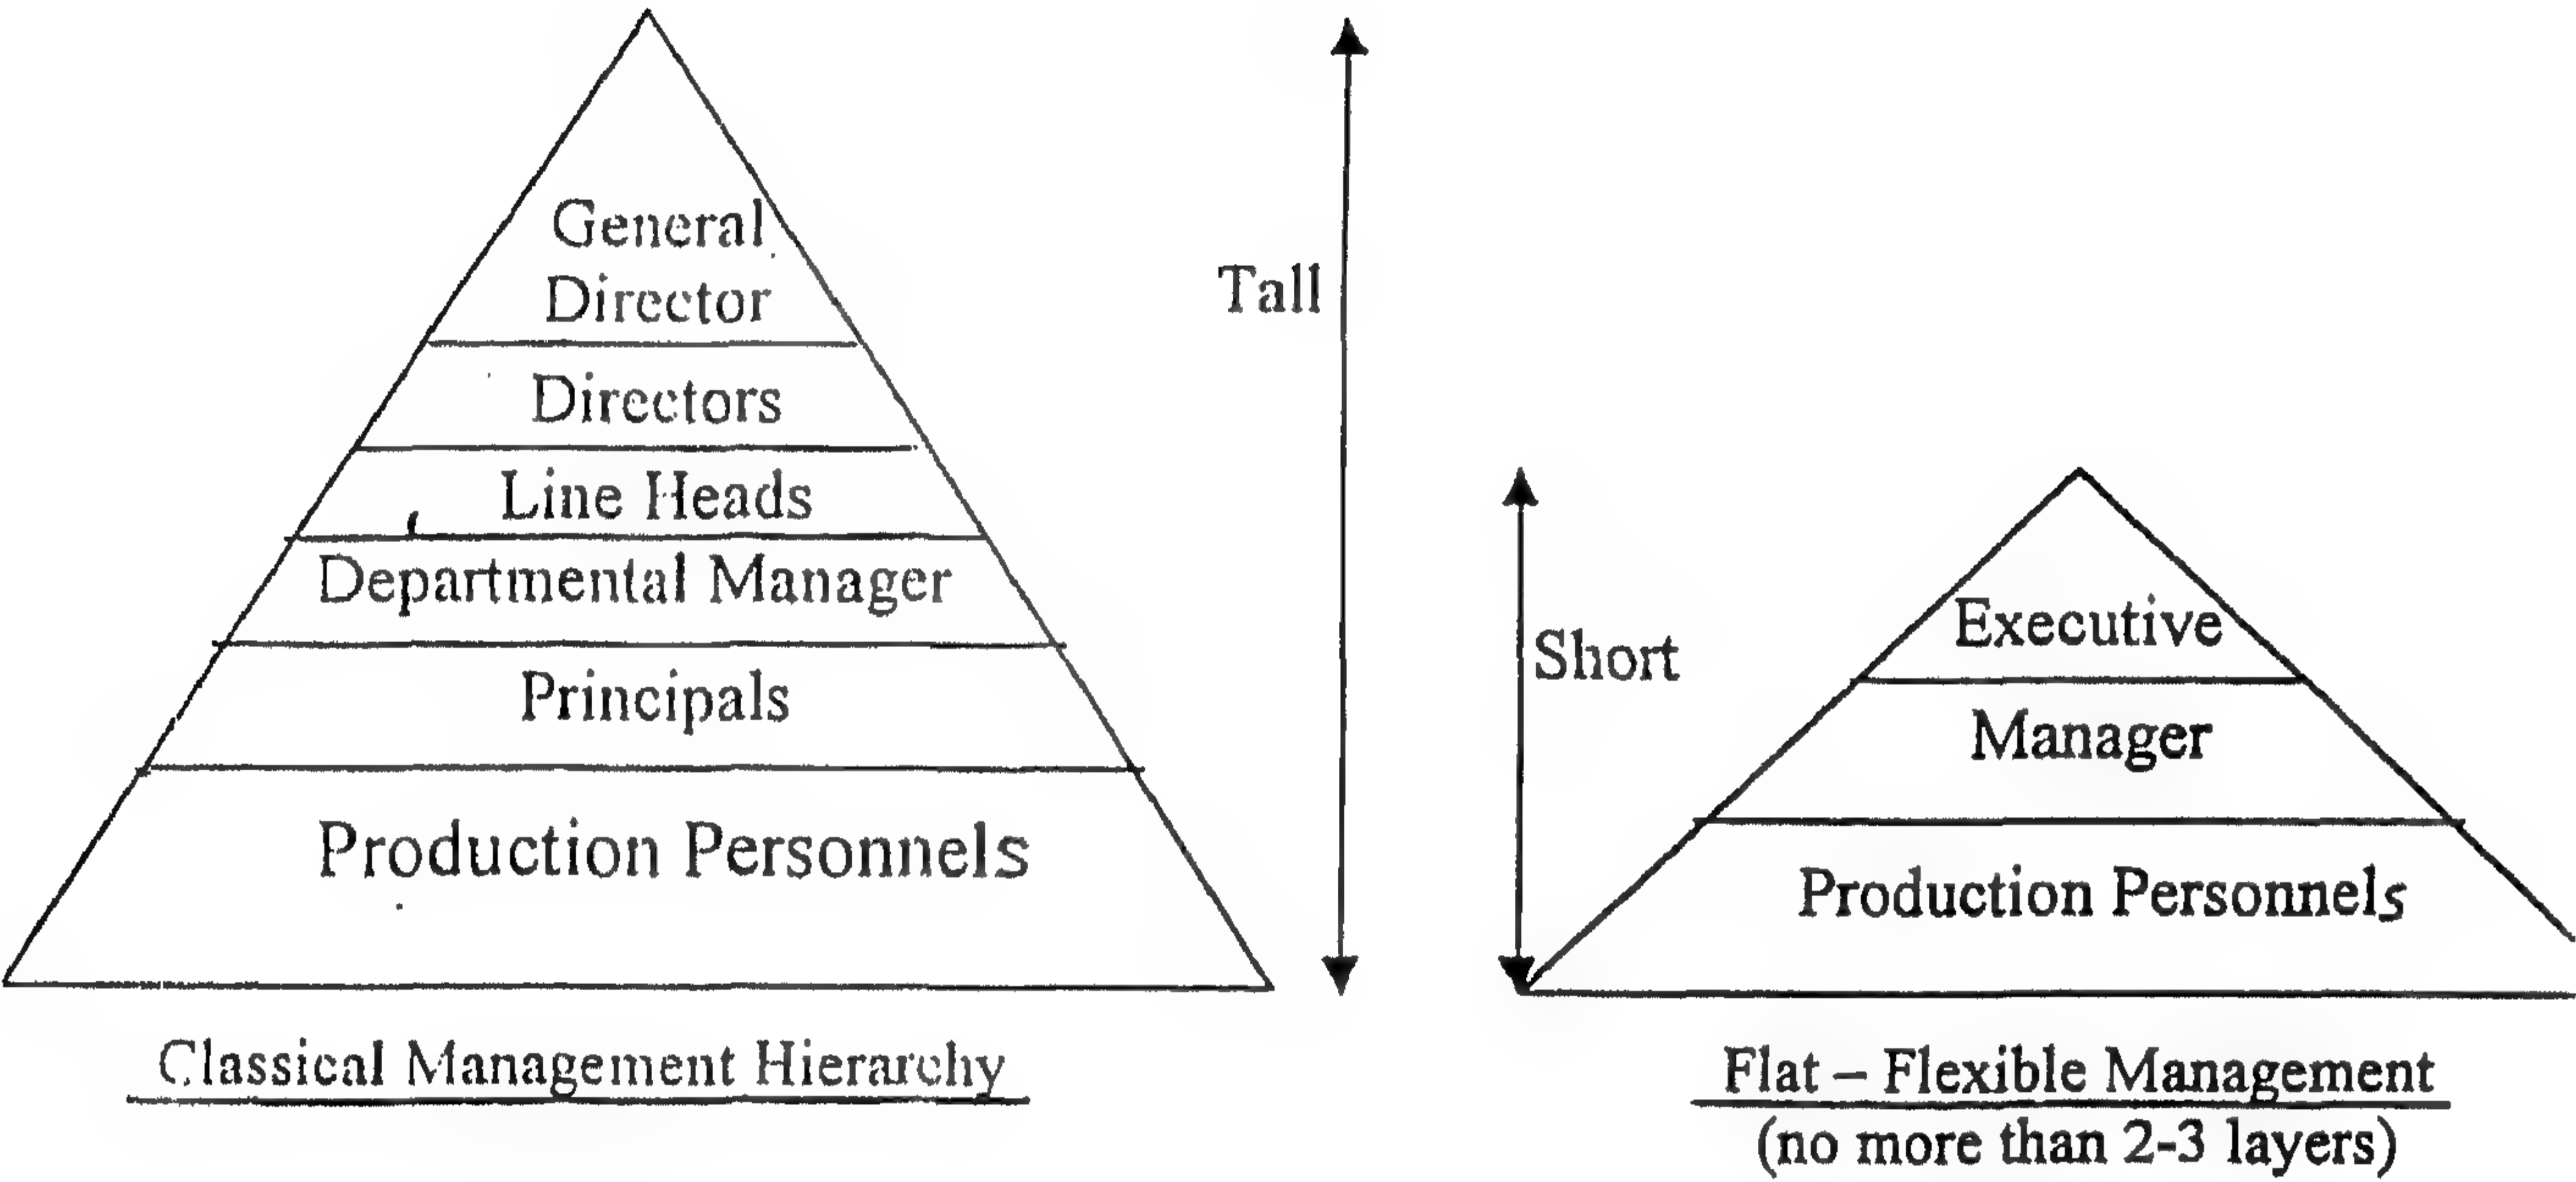 General
Director
Directors
Line Heads
Departmental Manager
Principals
Production Personnels
Classical Management Hierarchy
Tall
Short
Executive
Manager
Production Personnels
Flat – Flexible Management
(no more than 2-3 layers)